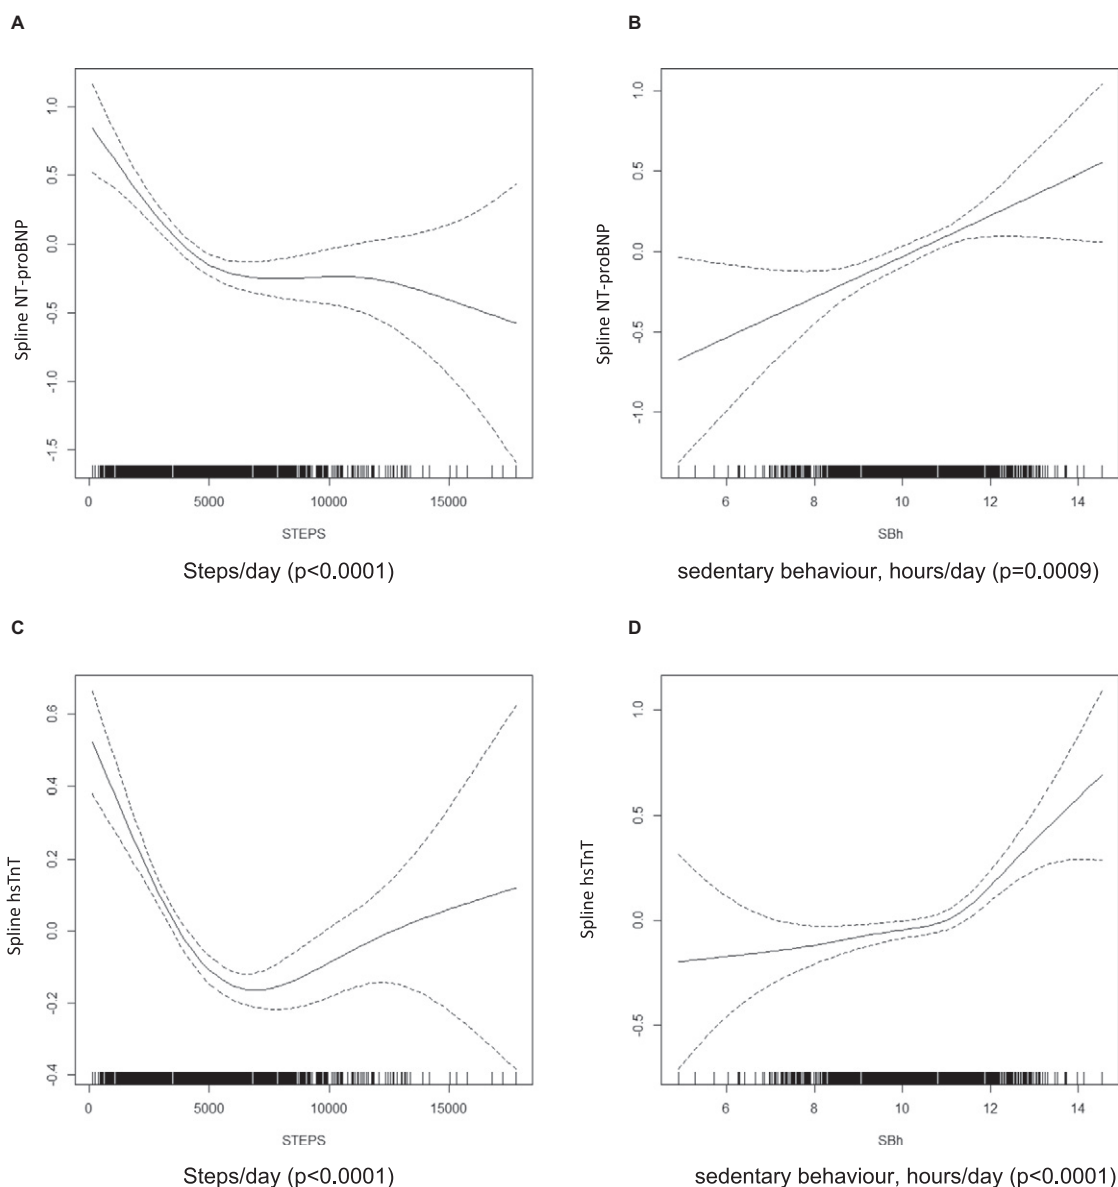 A
B
Spline NT-proBNP
1.0
0.5
0.0
-0.5
-1.0
-1.5
0
5000
10000
15000
STEPS
Steps/day (p<0.0001)
Spline NT-proBNP
1.0
0.5
0.0
-0.5
-1.0
6
8
10
12
14
SBh
sedentary behaviour, hours/day (p=0.0009)
C
D
Spline hsTnT
0.6
0.4
0.2
0.0
-0.2
-0.4
0
5000
10000
15000
STEPS
Steps/day (p<0.0001)
Spline hsTnT
1.0
0.5
0.0
-0.5
6
8
10
12
14
SBh
sedentary behaviour, hours/day (p<0.0001)